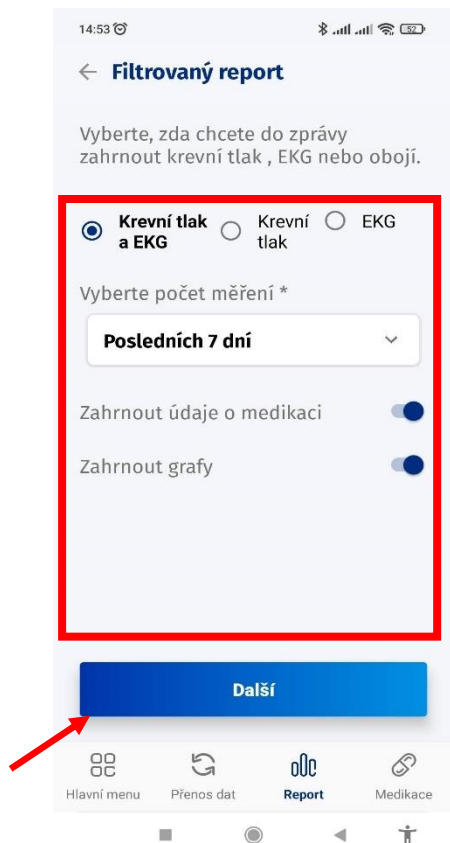 14:53
52
Filtrovaný report
Vyberte, zda chcete do zprávy
zahrnout krevní tlak , EKG nebo obojí.
Krevní tlak
a EKG
Krevní
tlak
EKG
Vyberte počet měření *
Posledních 7 dní
Zahrnout údaje o medikaci
Zahrnout grafy
Další
Hlavní menu Přenos dat Report Medikace